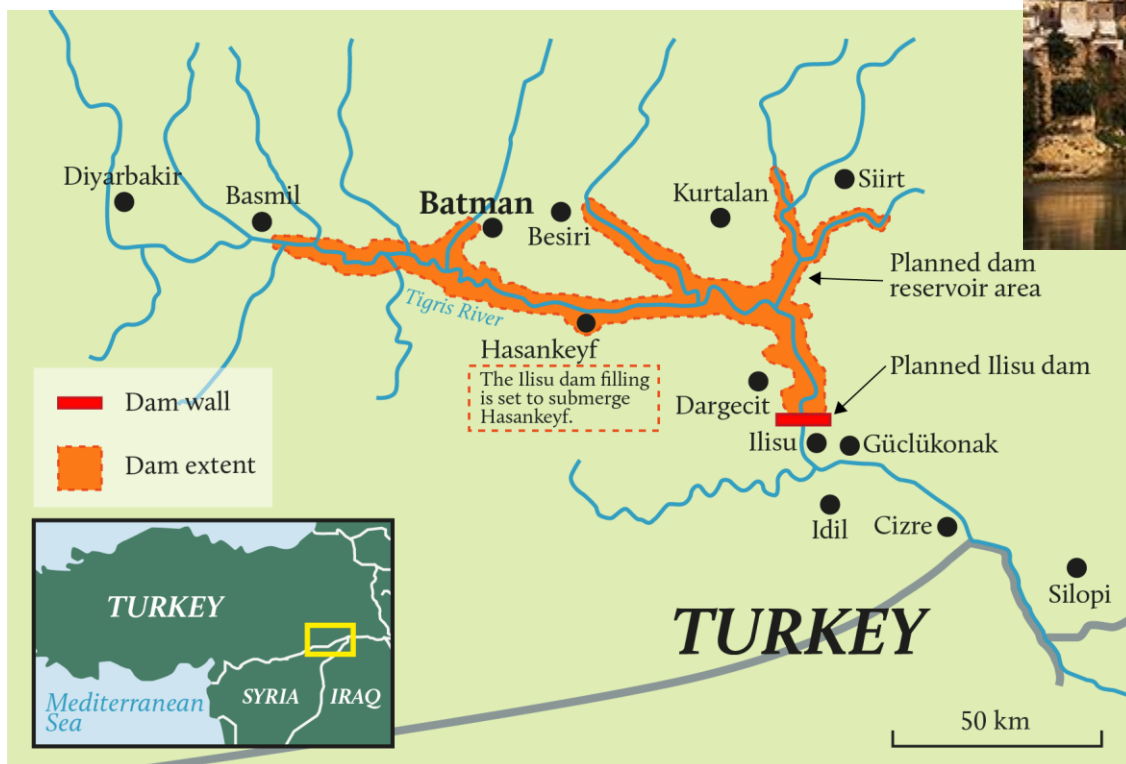 Diyarbakir
Basmil
Batman
Besiri
Kurtalan
Siirt
Planned dam
reservoir area
Tigris River
Hasankeyf
The Ilisu dam filling
is set to submerge
Hasankeyf.
Planned Ilisu dam
Dargecit
Dam wall
Ilisu
Güclükonak
Dam extent
Idil
Cizre
Silopi
TURKEY
TURKEY
SYRIA
IRAQ
Mediterranean
Sea
50 km